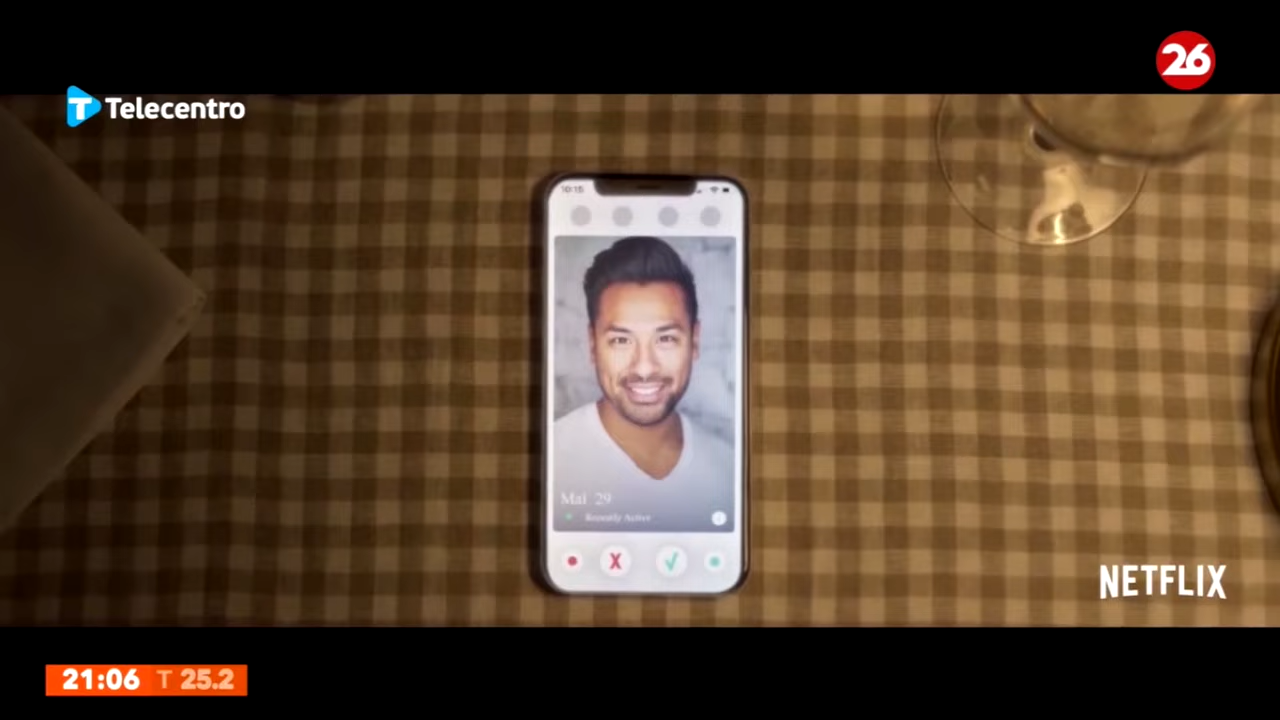 26
Telecentro
10:15
Mai 29
Recently Active
NETFLIX
21:06 T 25.2